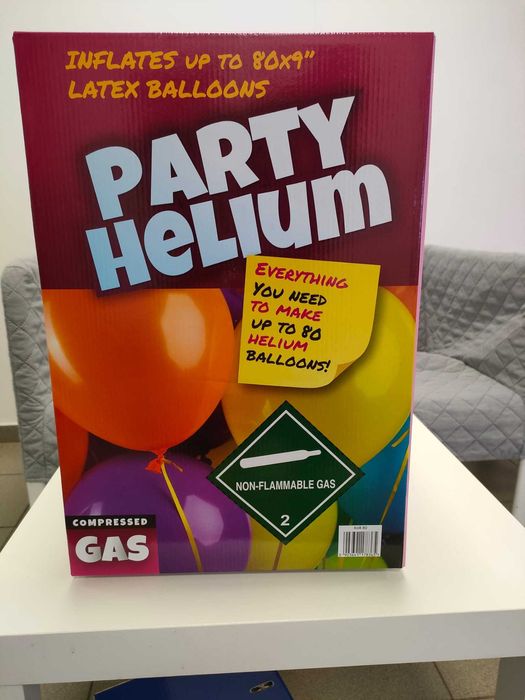 INFLATES UP TO 80x9"
LATEX BALLOONS
PARTY
HELIUM
EVERYTHING
YOU NEED
TO MAKE
UP TO 80
HELIUM
BALLOONS!
NON-FLAMMABLE GAS
2
COMPRESSED
GAS